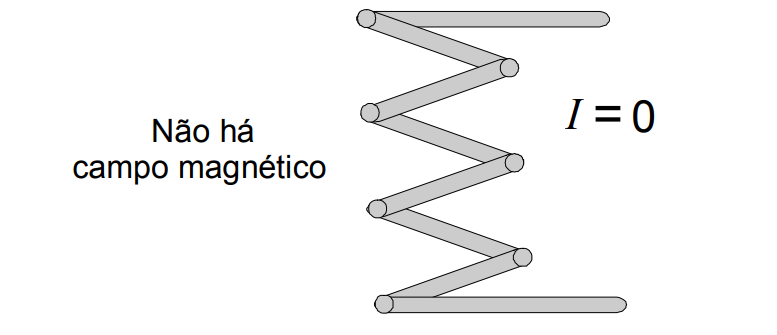 Não há
campo magnético
I = 0